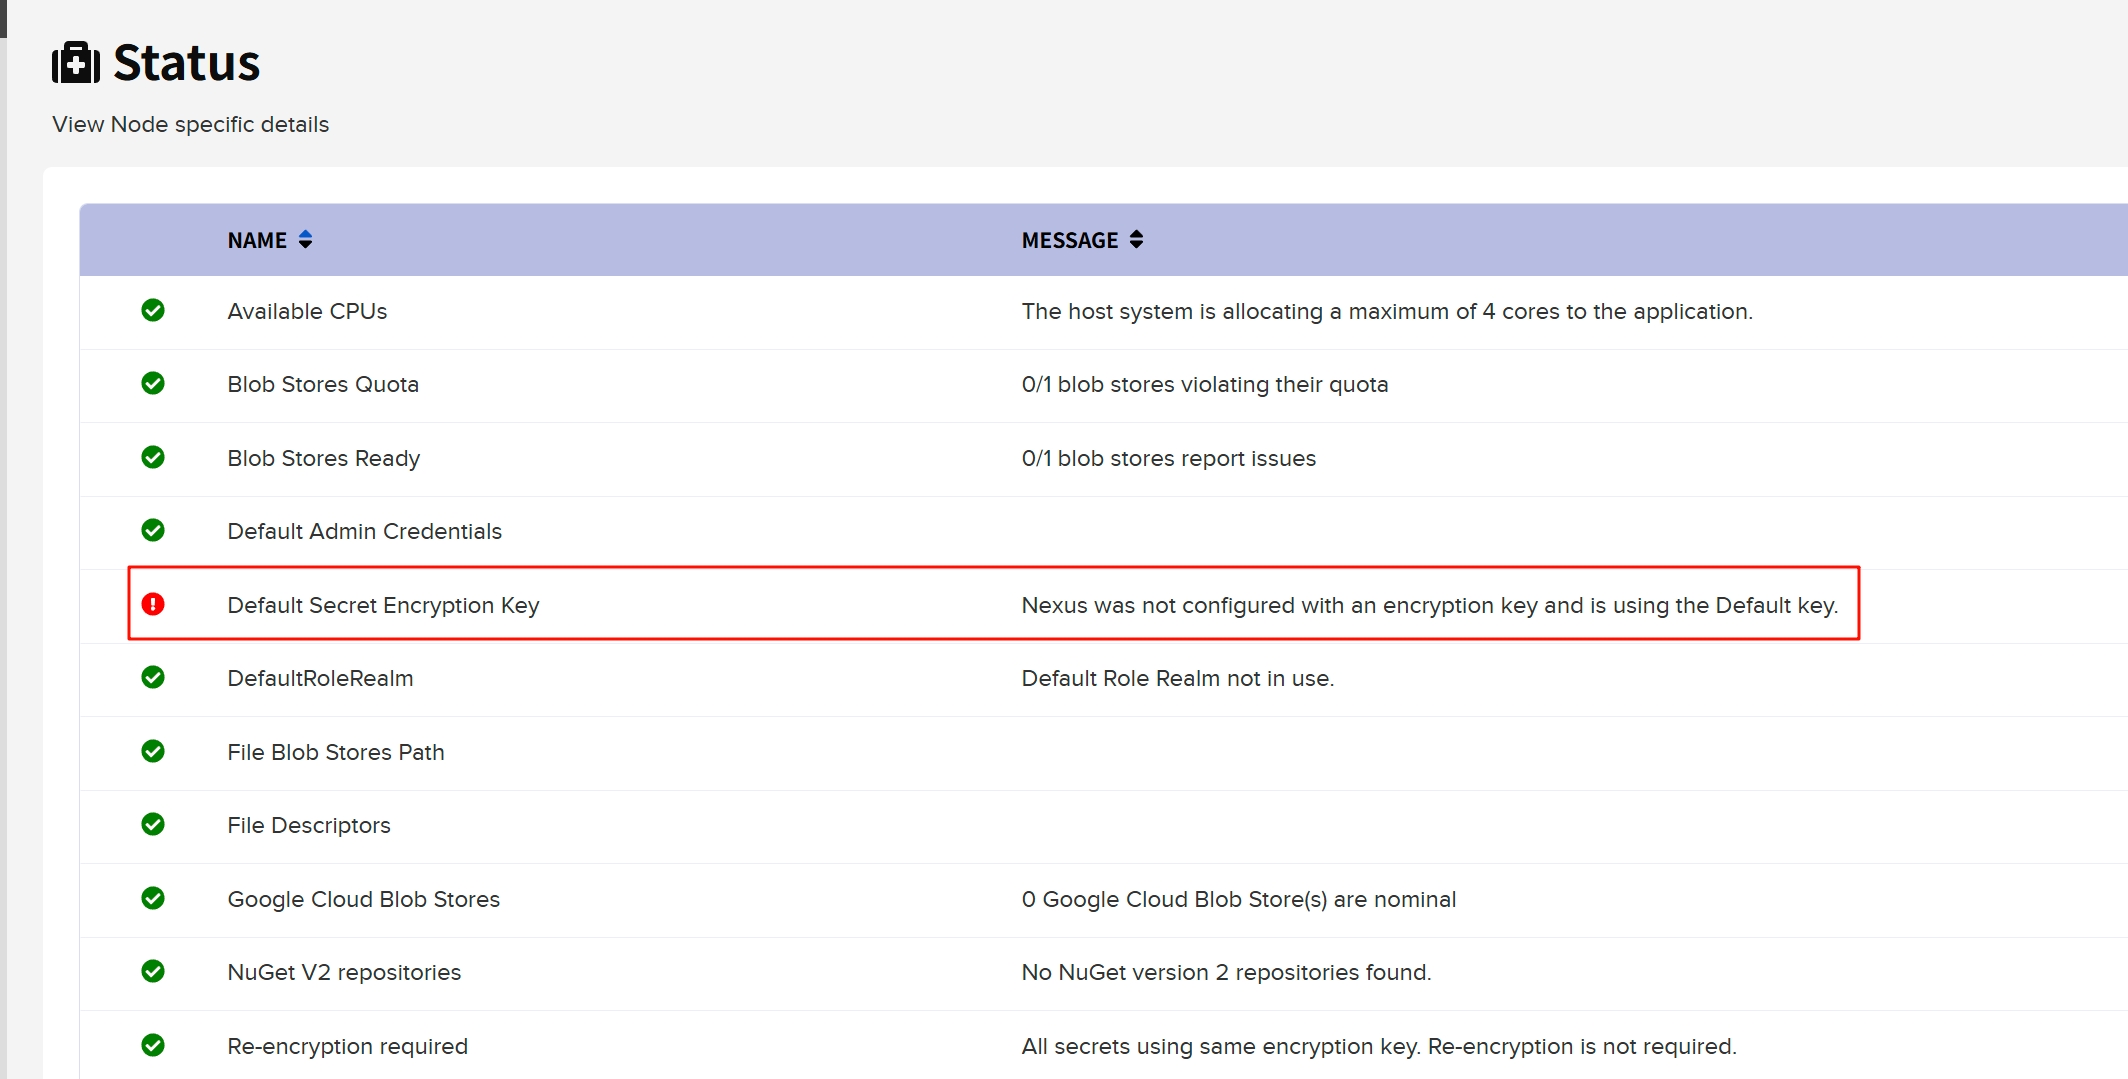 Status
View Node specific details
NAME MESSAGE
Available CPUs The host system is allocating a maximum of 4 cores to the application.
Blob Stores Quota 0/1 blob stores violating their quota
Blob Stores Ready 0/1 blob stores report issues
Default Admin Credentials
Default Secret Encryption Key Nexus was not configured with an encryption key and is using the Default key.
DefaultRoleRealm Default Role Realm not in use.
File Blob Stores Path
File Descriptors
Google Cloud Blob Stores 0 Google Cloud Blob Store(s) are nominal
NuGet V2 repositories No NuGet version 2 repositories found.
Re-encryption required All secrets using same encryption key. Re-encryption is not required.